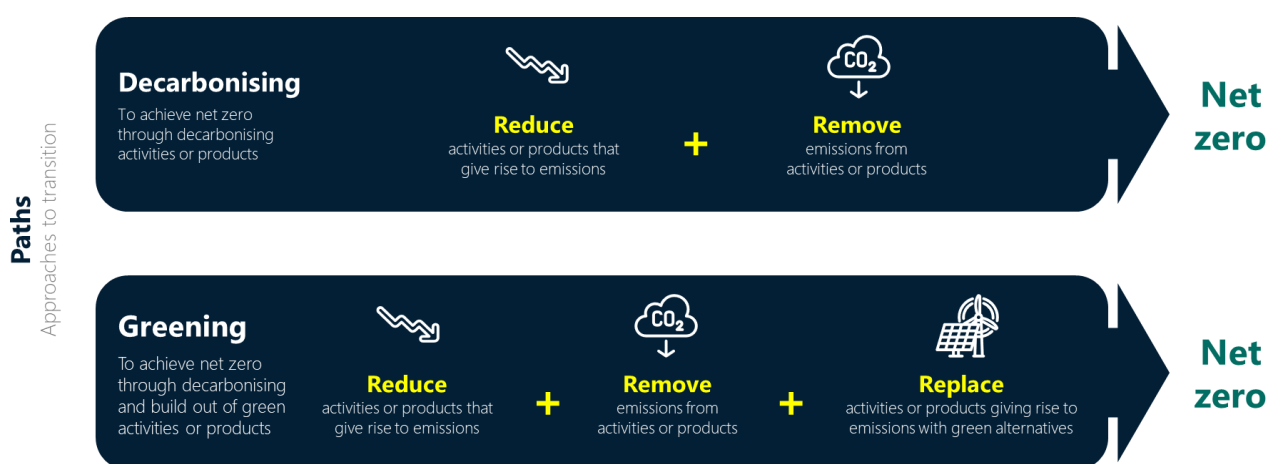 Paths
Approaches to transition
Decarbonising
To achieve net zero
through decarbonising
activities or products
Reduce
activities or products that
give rise to emissions
+
CO₂
Remove
emissions from
activities or products
Net
zero
Greening
To achieve net zero
through decarbonising
and build out of green
activities or products
Reduce
activities or products that
give rise to emissions
+
CO₂
Remove
emissions from
activities or products
+
Replace
activities or products giving rise to
emissions with green alternatives
Net
zero